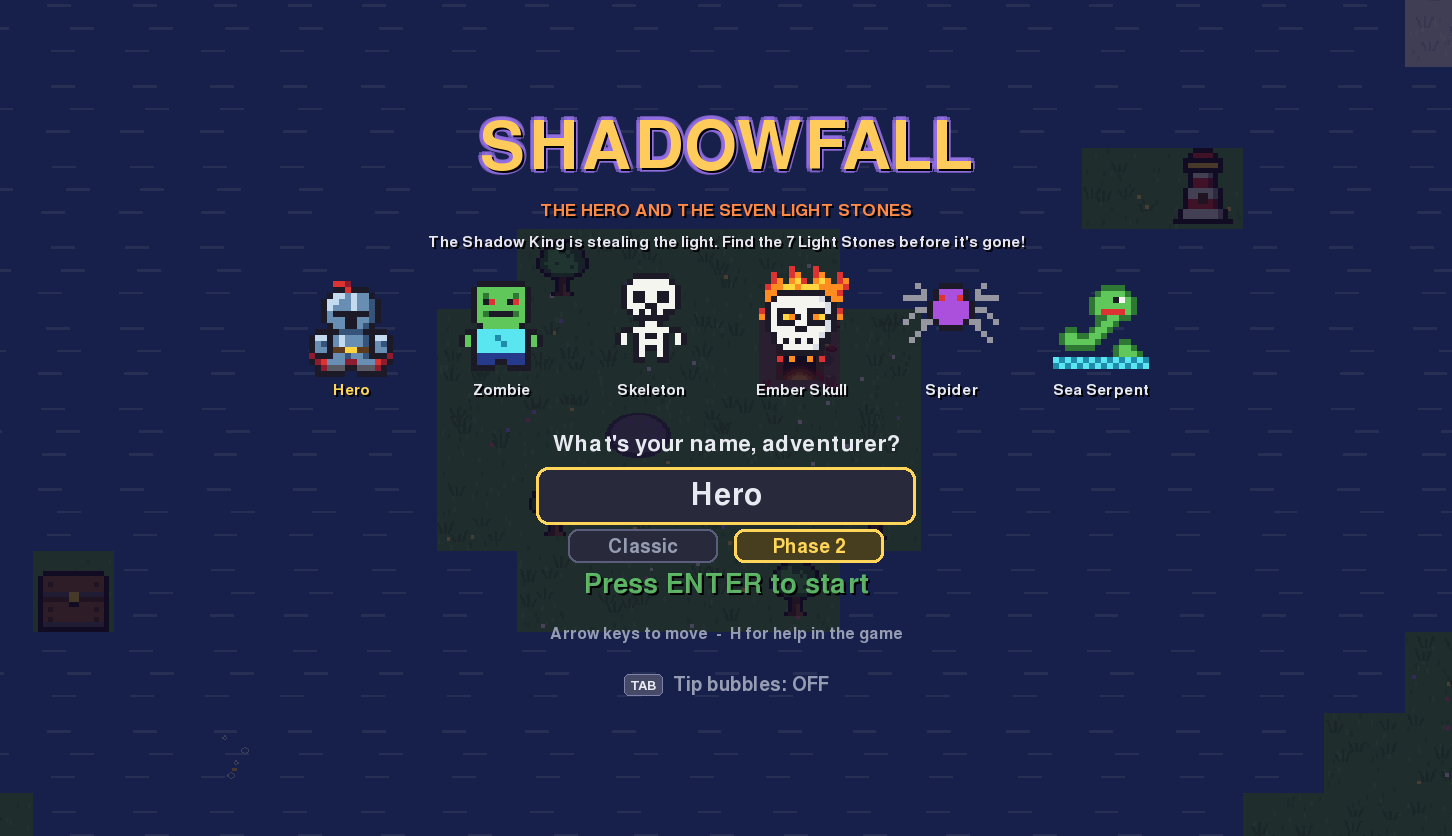 SHADOWFALL
THE HERO AND THE SEVEN LIGHT STONES
The Shadow King is stealing the light. Find the 7 Light Stones before it's gone!
Hero Zombie Skeleton Ember Skull Spider Sea Serpent
What's your name, adventurer?
Hero
Classic Phase 2
Press ENTER to start
Arrow keys to move - H for help in the game
TAB Tip bubbles: OFF